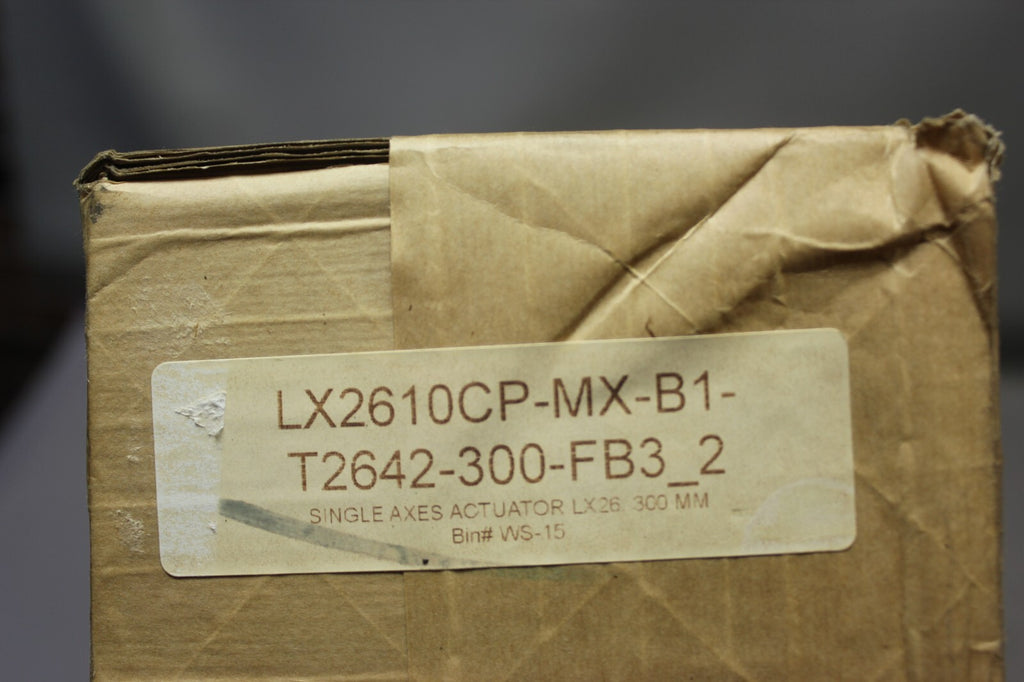 LX2610CP-MX-B1-
T2642-300-FB3_2
SINGLE AXES ACTUATOR LX26, 300 MM _
Bin# WS-15